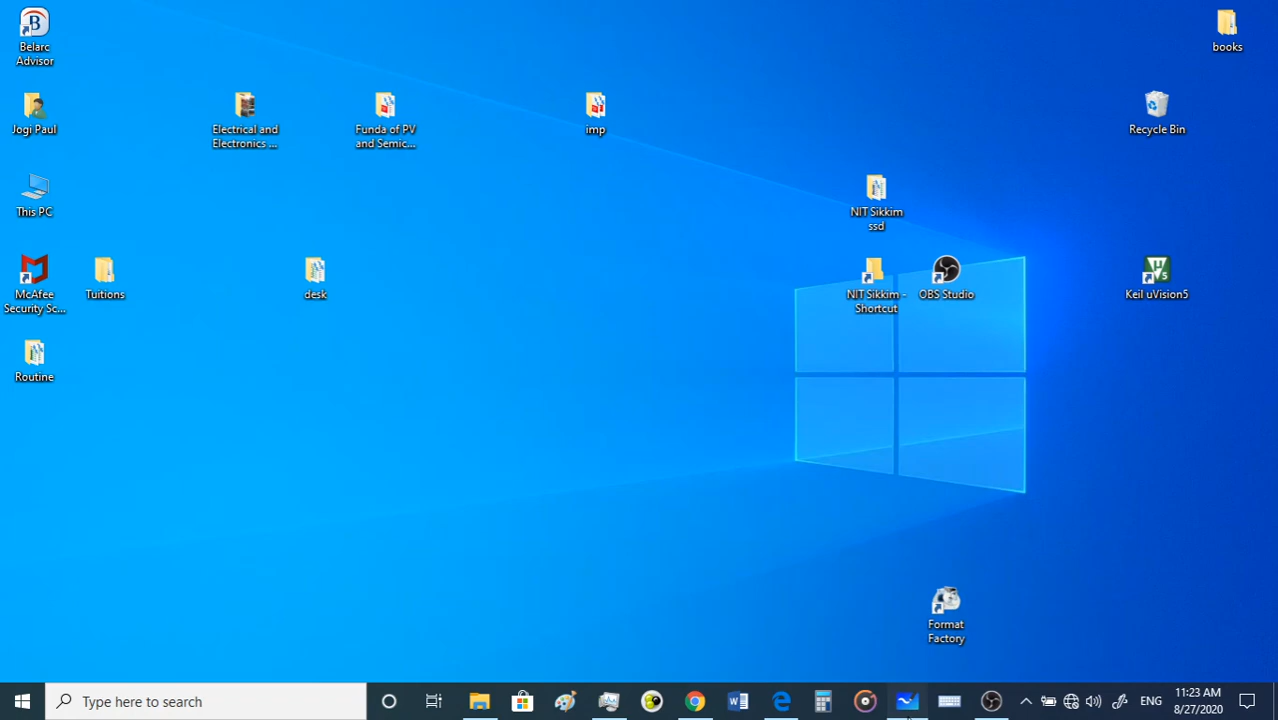 Belarc
Advisor
books
Jogi Paul
Electrical and
Electronics ...
Funda of PV
and Semic...
imp
Recycle Bin
This PC
NIT Sikkim
ssd
McAfee
Security Sc...
Tuitions
desk
NIT Sikkim -
Shortcut
OBS Studio
Keil uVision5
Routine
Format
Factory
Type here to search
ENG
11:23 AM
8/27/2020